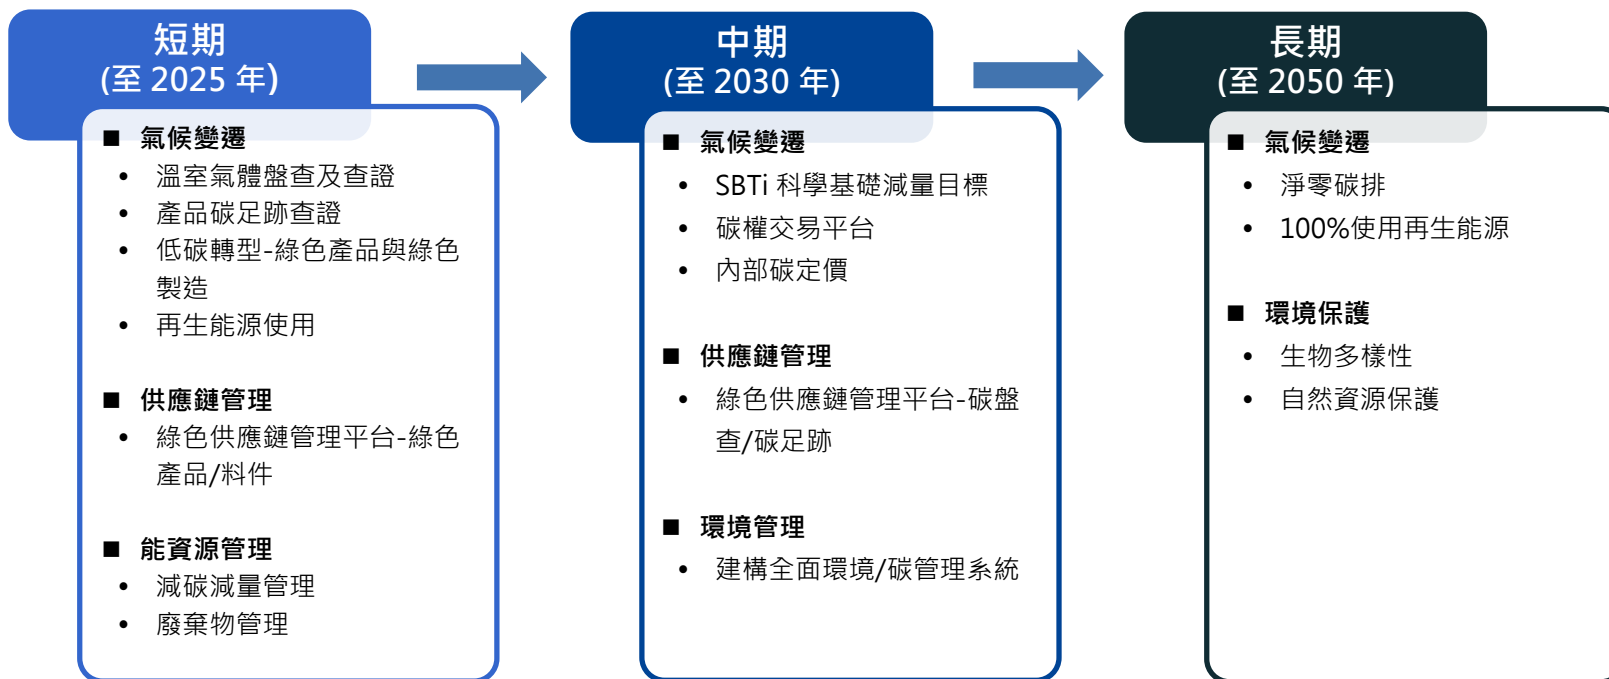 短期
(至 2025 年)
■ 氣候變遷
• 溫室氣體盤查及查證
• 產品碳足跡查證
• 低碳轉型-綠色產品與綠色
製造
• 再生能源使用
■ 供應鏈管理
• 綠色供應鏈管理平台-綠色
產品/料件
■ 能資源管理
• 減碳減量管理
• 廢棄物管理
中期
(至 2030 年)
■ 氣候變遷
• SBTi 科學基礎減量目標
• 碳權交易平台
• 內部碳定價
■ 供應鏈管理
• 綠色供應鏈管理平台-碳盤
查/碳足跡
■ 環境管理
• 建構全面環境/碳管理系統
長期
(至 2050 年)
■ 氣候變遷
• 淨零碳排
• 100%使用再生能源
■ 環境保護
• 生物多樣性
• 自然資源保護